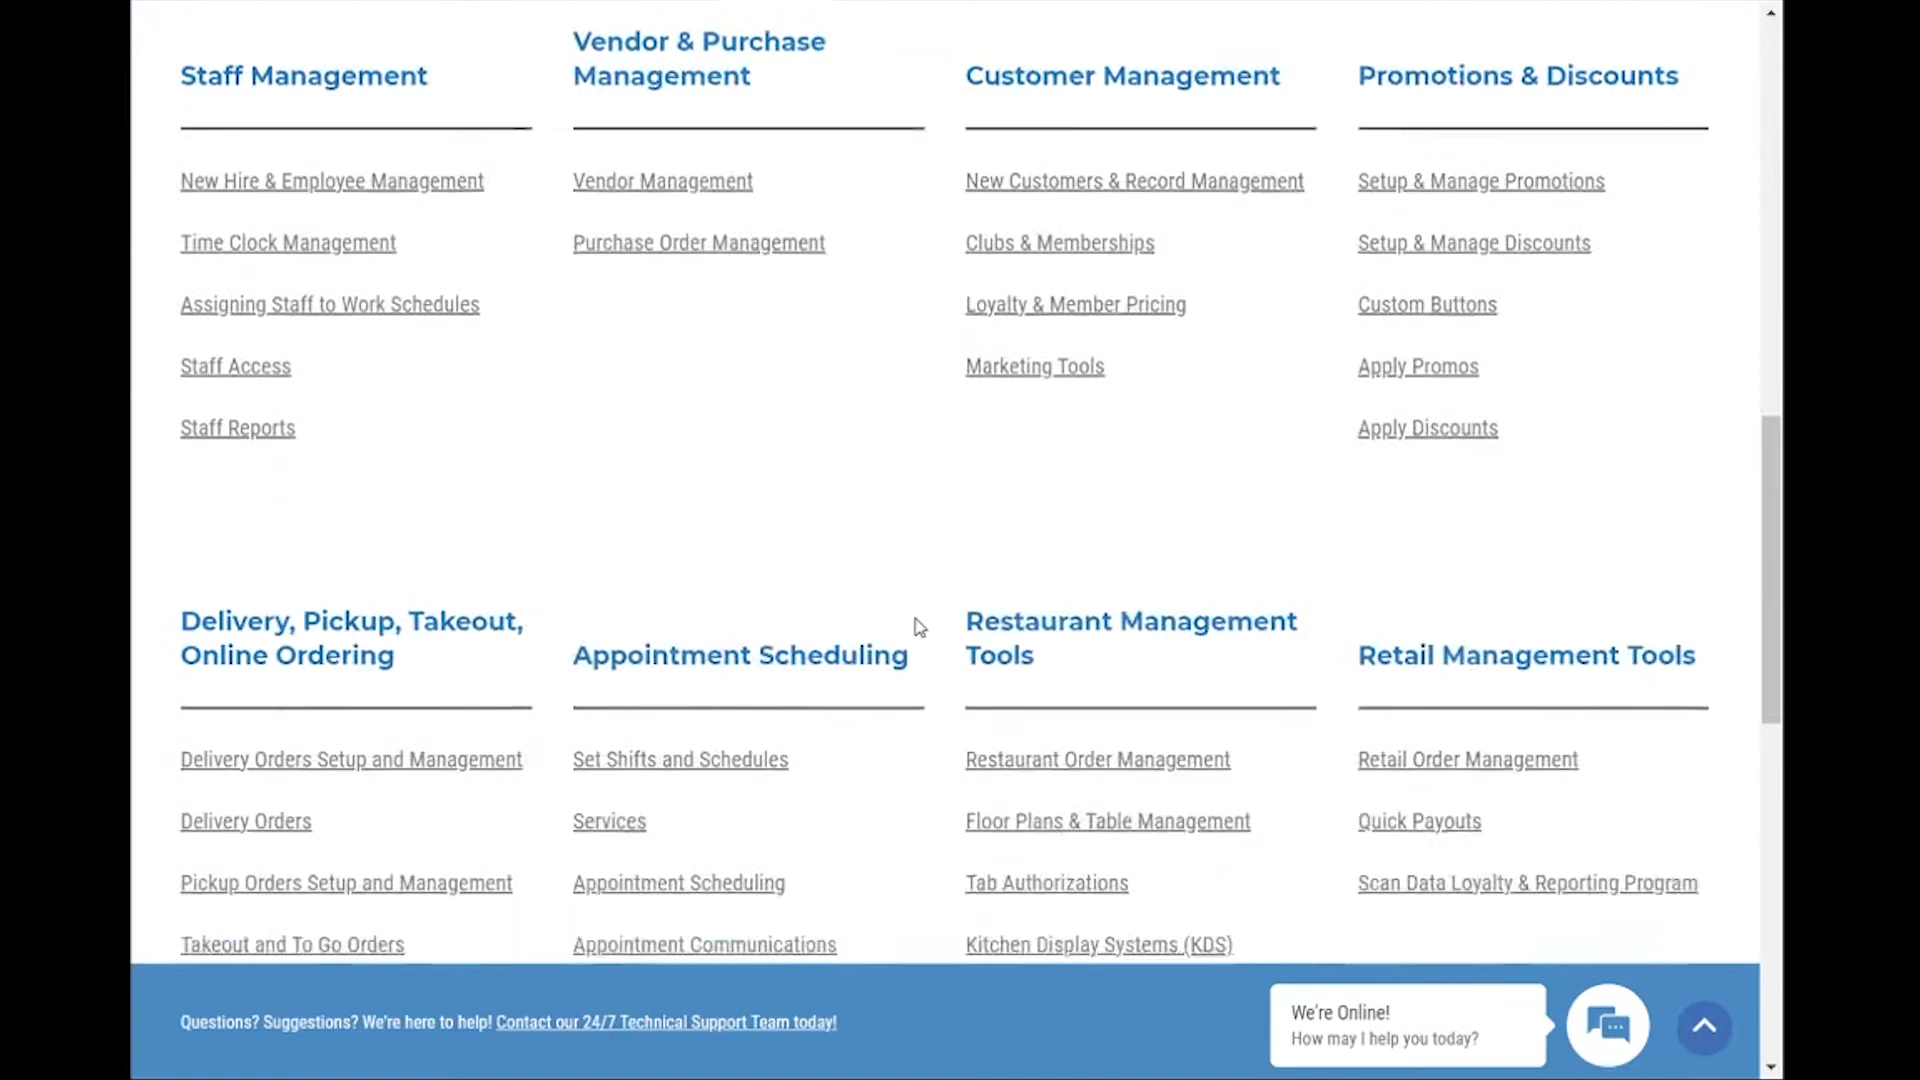 Staff Management
Vendor & Purchase
Management
Customer Management
Promotions & Discounts
New Hire & Employee Management
Time Clock Management
Assigning Staff to Work Schedules
Staff Access
Staff Reports
Vendor Management
Purchase Order Management
New Customers & Record Management
Clubs & Memberships
Loyalty & Member Pricing
Marketing Tools
Setup & Manage Promotions
Setup & Manage Discounts
Custom Buttons
Apply Promos
Apply Discounts
Delivery, Pickup, Takeout,
Online Ordering
Appointment Scheduling
Restaurant Management
Tools
Retail Management Tools
Delivery Orders Setup and Management
Delivery Orders
Pickup Orders Setup and Management
Takeout and To Go Orders
Set Shifts and Schedules
Services
Appointment Scheduling
Appointment Communications
Restaurant Order Management
Floor Plans & Table Management
Tab Authorizations
Kitchen Display Systems (KDS)
Retail Order Management
Quick Payouts
Scan Data Loyalty & Reporting Program
Questions? Suggestions? We're here to help! Contact our 24/7 Technical Support Team today!
We're Online!
How may I help you today?